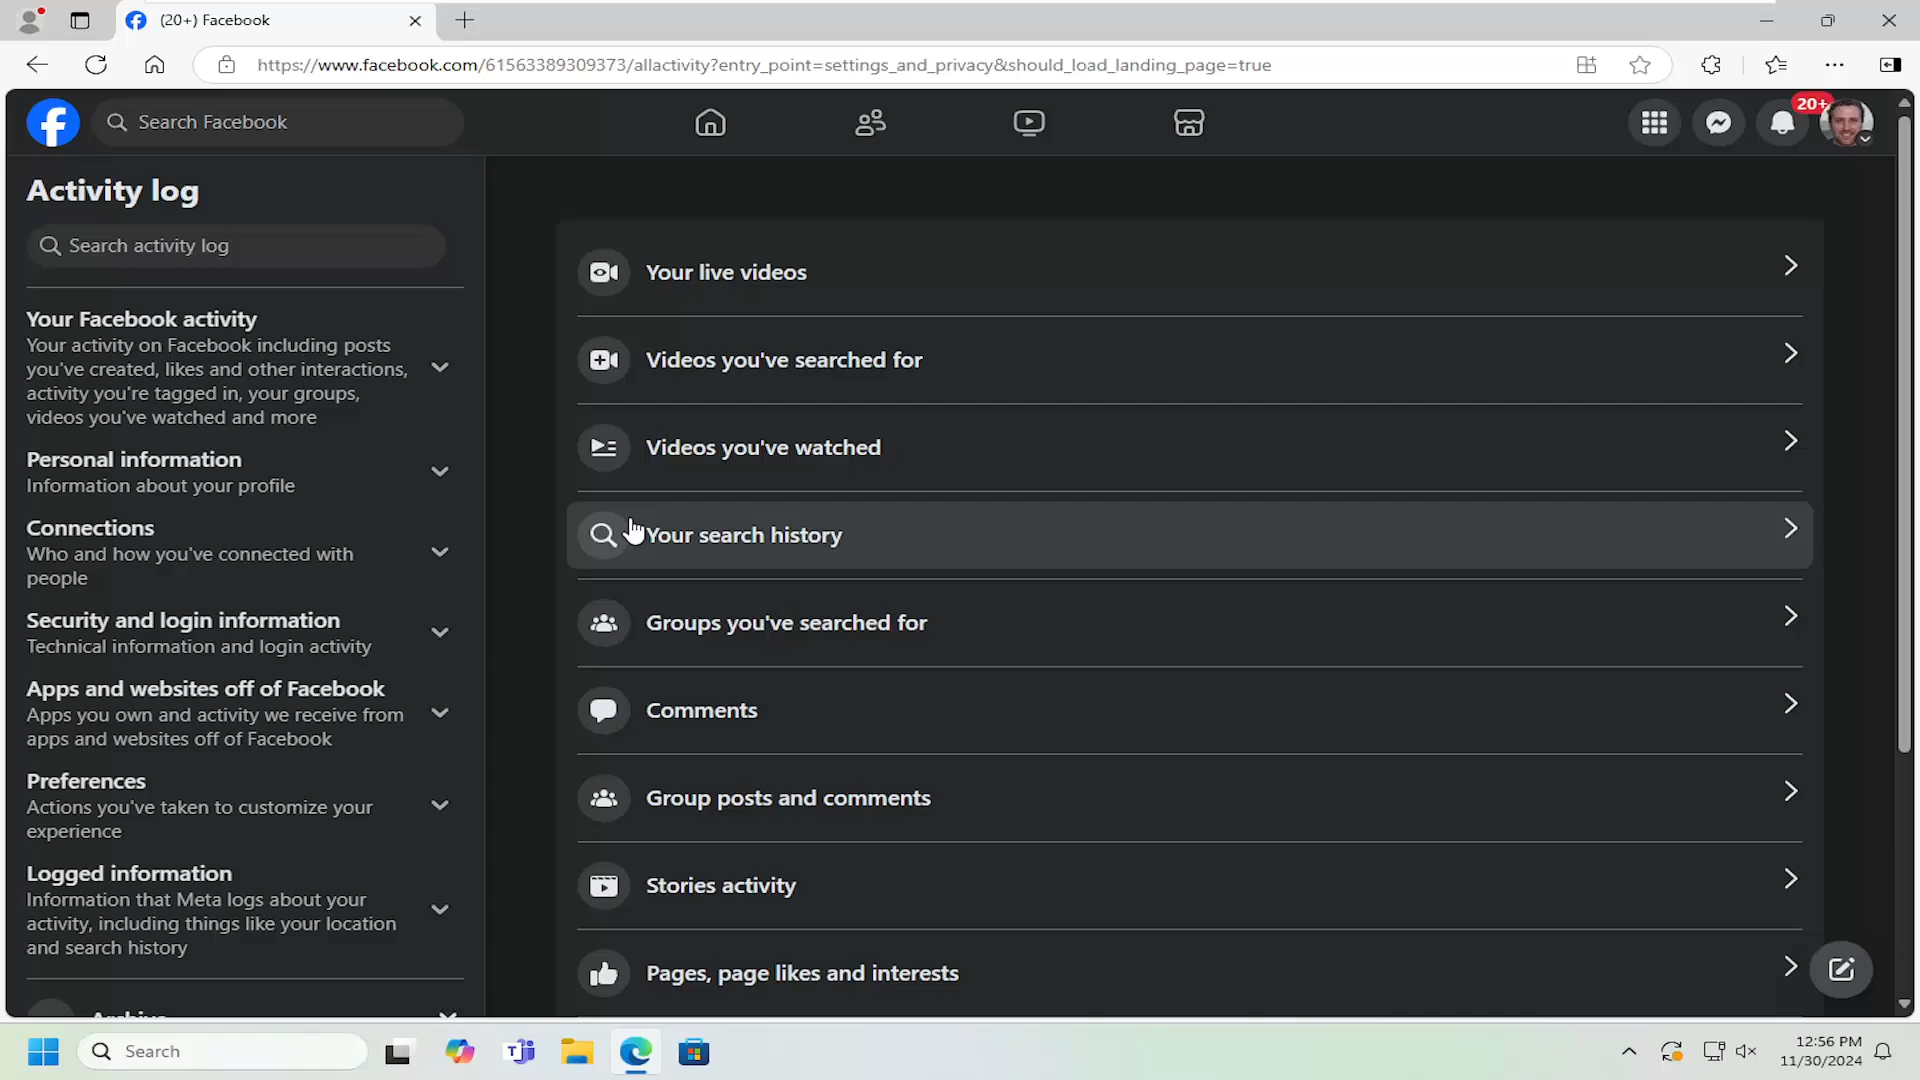 (20+) Facebook
https://www.facebook.com/61563389309373/allactivity?entry_point=settings_and_privacy&should_load_landing_page=true
Search Facebook
20+
Activity log
Search activity log
Your Facebook activity
Your activity on Facebook including posts
you've created, likes and other interactions,
activity you're tagged in, your groups,
videos you've watched and more
Personal information
Information about your profile
Connections
Who and how you've connected with
people
Security and login information
Technical information and login activity
Apps and websites off of Facebook
Apps you own and activity we receive from
apps and websites off of Facebook
Preferences
Actions you've taken to customize your
experience
Logged information
Information that Meta logs about your
activity, including things like your location
and search history
Archive
Your live videos
Videos you've searched for
Videos you've watched
Your search history
Groups you've searched for
Comments
Group posts and comments
Stories activity
Pages, page likes and interests
Search
12:56 PM
11/30/2024